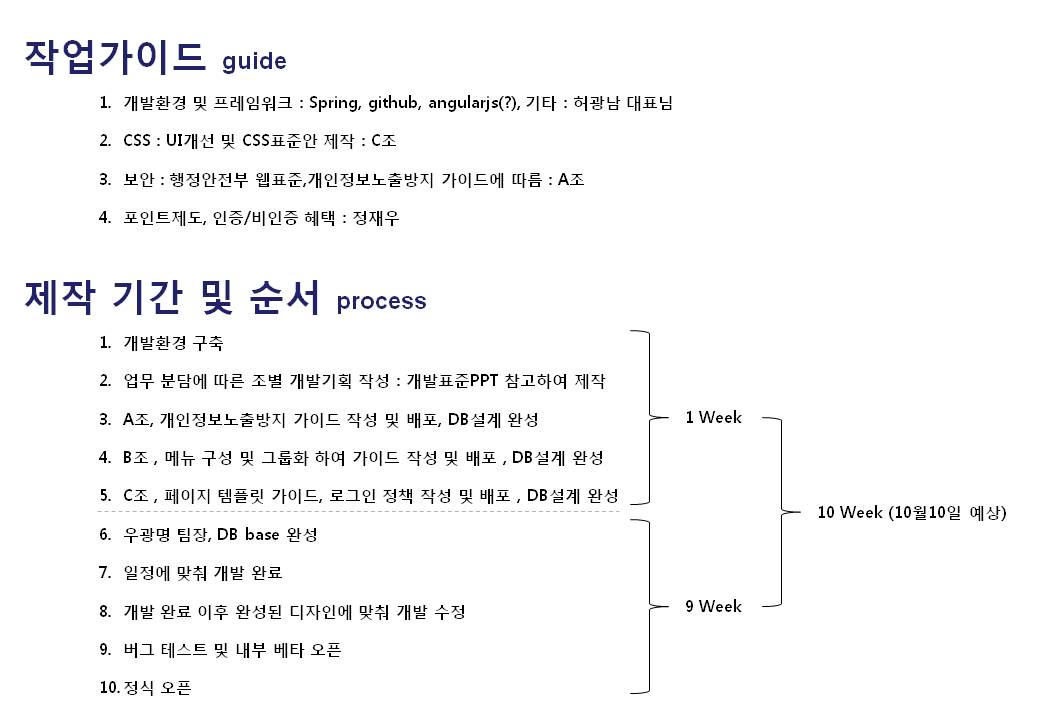 작업가이드 guide
1. 개발환경 및 프레임워크 : Spring, github, angularjs(?), 기타 : 허광남 대표님
2. CSS : UI개선 및 CSS표준안 제작 : C조
3. 보안 : 행정안전부 웹표준,개인정보노출방지 가이드에 따름 : A조
4. 포인트제도, 인증/비인증 혜택 : 정재우
제작 기간 및 순서 process
1. 개발환경 구축
2. 업무 분담에 따른 조별 개발기획 작성 : 개발표준PPT 참고하여 제작
3. A조, 개인정보노출방지 가이드 작성 및 배포, DB설계 완성
4. B조 , 메뉴 구성 및 그룹화 하여 가이드 작성 및 배포 , DB설계 완성
5. C조 , 페이지 템플릿 가이드, 로그인 정책 작성 및 배포 , DB설계 완성
6. 우광명 팀장, DB base 완성
7. 일정에 맞춰 개발 완료
8. 개발 완료 이후 완성된 디자인에 맞춰 개발 수정
9. 버그 테스트 및 내부 베타 오픈
10. 정식 오픈
1 Week
9 Week
10 Week (10월10일 예상)